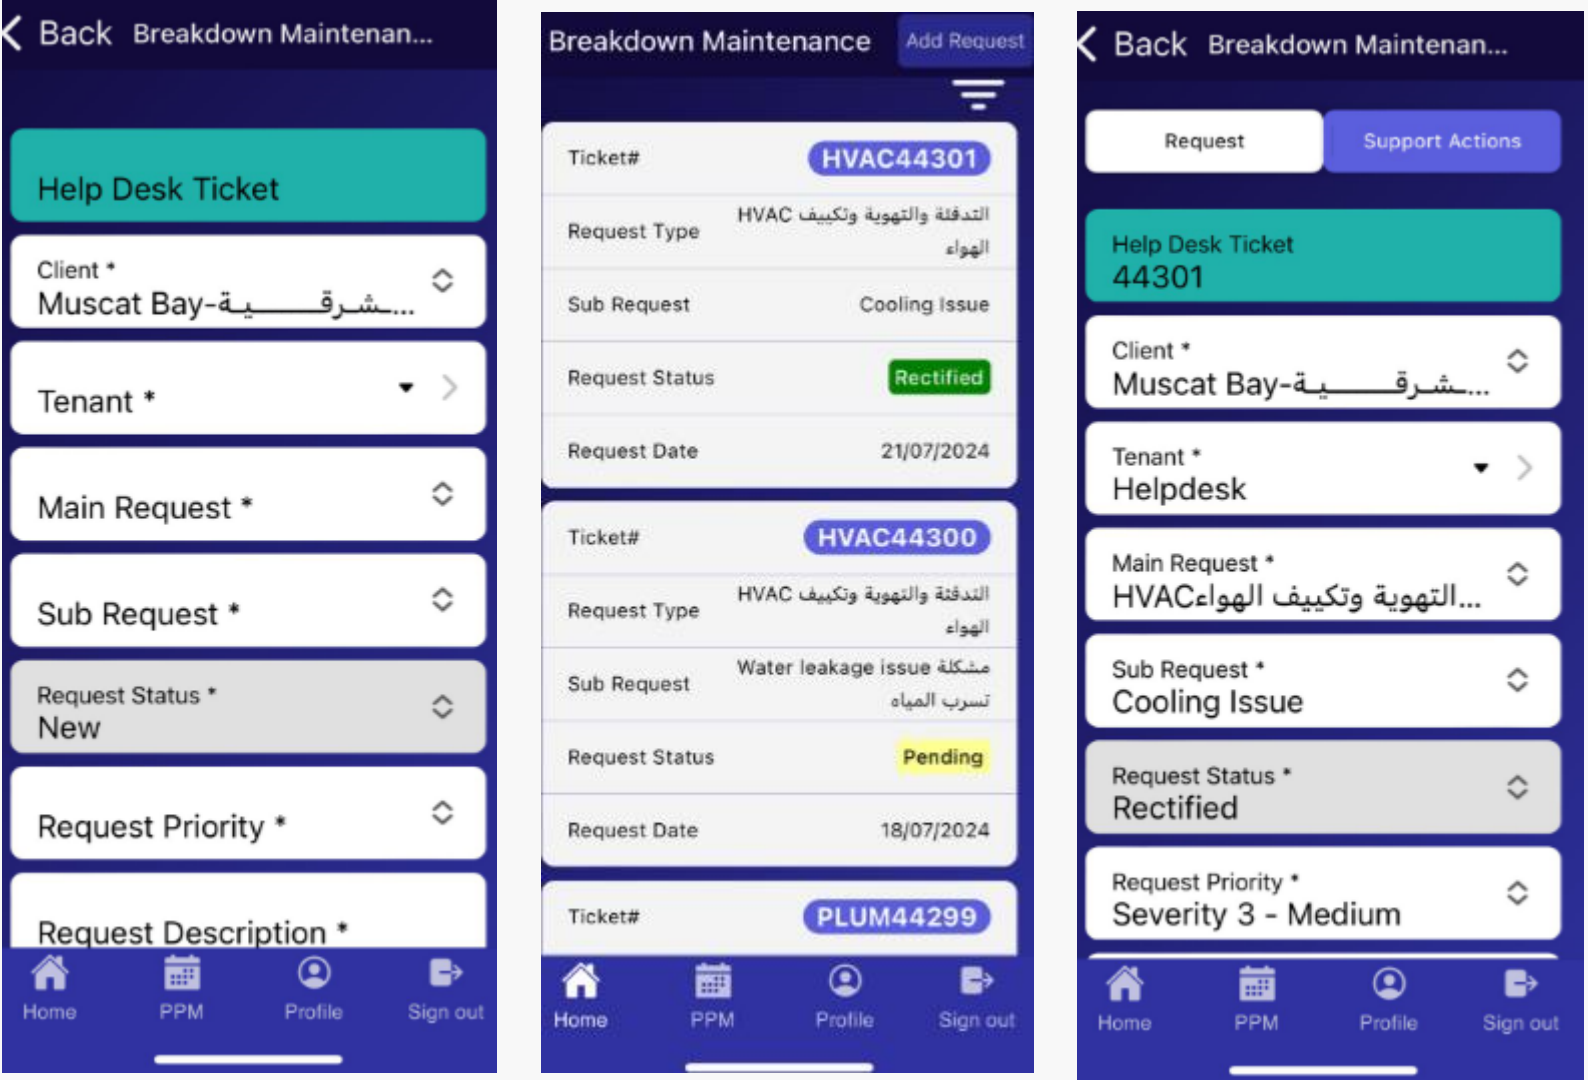 Back Breakdown Maintenan...
Help Desk Ticket
Client *
Muscat Bay-ـشـرقــــــيـة...
Tenant *
Main Request *
Sub Request *
Request Status *
New
Request Priority *
Request Description *
Home PPM Profile Sign out
Breakdown Maintenance Add Request
Ticket# HVAC44301
Request Type HVAC التدفئة والتهوية وتكييف
الهواء
Sub Request Cooling Issue
Request Status Rectified
Request Date 21/07/2024
Ticket# HVAC44300
Request Type HVAC التدفئة والتهوية وتكييف
الهواء
Sub Request Water leakage issue مشكلة
تسرب المياه
Request Status Pending
Request Date 18/07/2024
Ticket# PLUM44299
Home PPM Profile Sign out
Back Breakdown Maintenan...
Request Support Actions
Help Desk Ticket
44301
Client *
Muscat Bay-ـشـرقــــــيـة...
Tenant *
Helpdesk
Main Request *
HVACالتهوية وتكييف الهواء...
Sub Request *
Cooling Issue
Request Status *
Rectified
Request Priority *
Severity 3 - Medium
Home PPM Profile Sign out